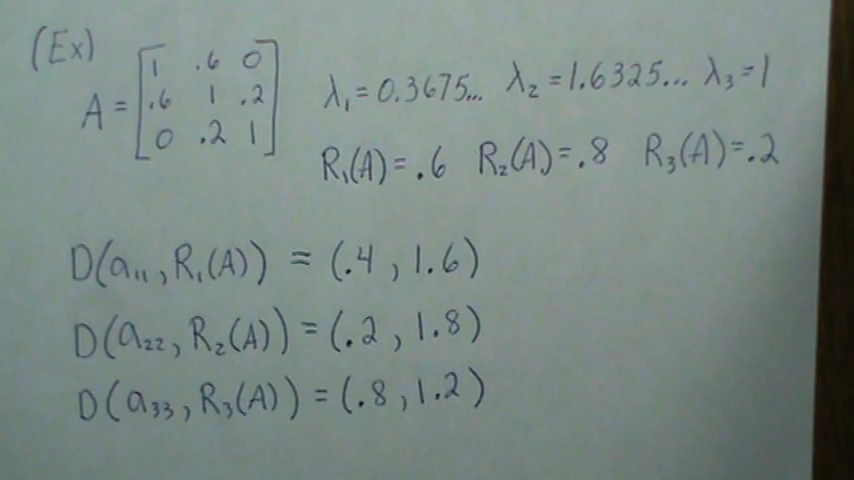 (Ex)
A = [1 .6 0
.6 1 .2
0 .2 1]
λ₁ = 0.3675... λ₂ = 1.6325... λ₃ = 1
R₁(A) = .6 R₂(A) = .8 R₃(A) = .2
D(a₁₁, R₁(A)) = (.4, 1.6)
D(a₂₂, R₂(A)) = (.2, 1.8)
D(a₃₃, R₃(A)) = (.8, 1.2)